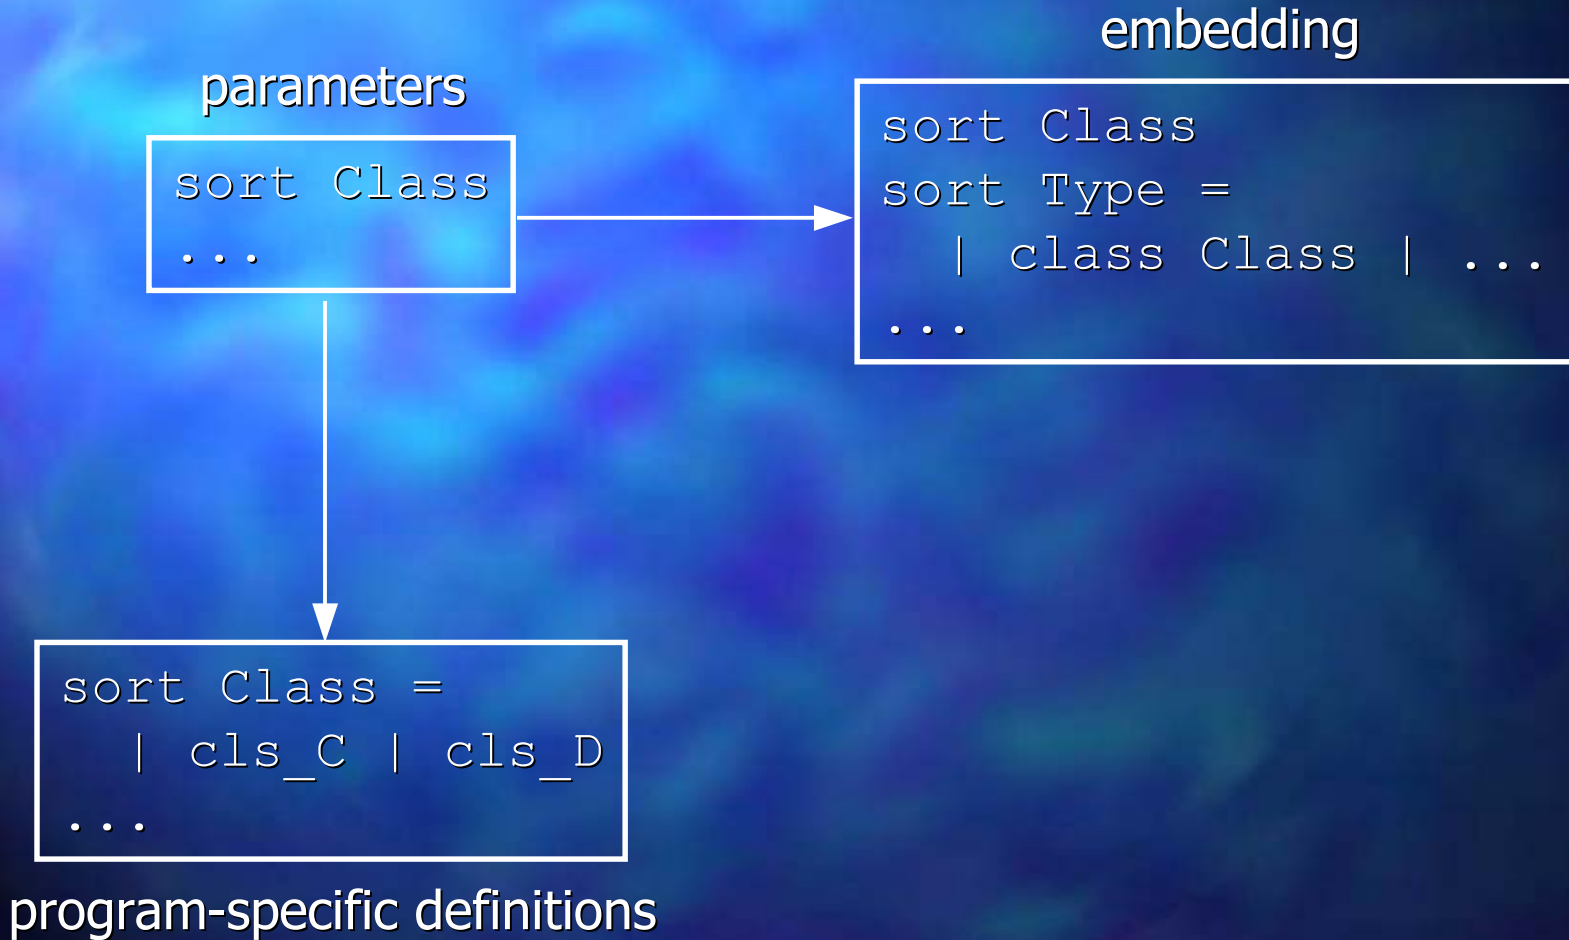 embedding
parameters
sort Class
...
sort Class
sort Type =
| class Class | ...
...
sort Class =
| cls_C | cls_D
...
program-specific definitions